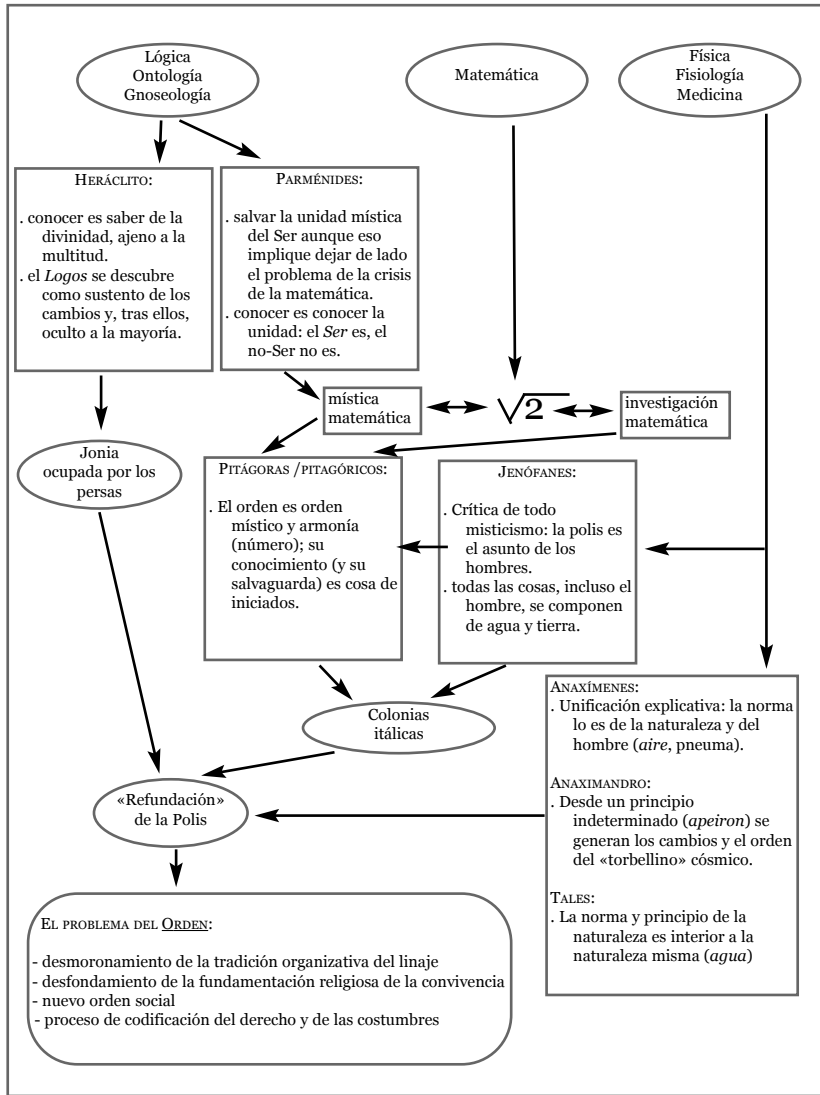 Lógica
Ontología
Gnoseología
Matemática
Física
Fisiología
Medicina
HERÁCLITO:
. conocer es saber de la
divinidad, ajeno a la
multitud.
. el Logos se descubre
como sustento de los
cambios y, tras ellos,
oculto a la mayoría.
PARMÉNIDES:
. salvar la unidad mística
del Ser aunque eso
implique dejar de lado
el problema de la crisis
de la matemática.
. conocer es conocer la
unidad: el Ser es, el
no-Ser no es.
mística
matemática
√2
investigación
matemática
Jonia
ocupada por los
persas
PITÁGORAS /PITAGÓRICOS:
. El orden es orden
místico y armonía
(número); su
conocimiento (y su
salvaguarda) es cosa de
iniciados.
JENÓFANES:
. Crítica de todo
misticismo: la polis es
el asunto de los
hombres.
. todas las cosas, incluso el
hombre, se componen
de agua y tierra.
Colonias
itálicas
ANAXÍMENES:
. Unificación explicativa: la norma
lo es de la naturaleza y del
hombre (aire, pneuma).
ANAXIMANDRO:
. Desde un principio
indeterminado (apeiron) se
generan los cambios y el orden
del «torbellino» cósmico.
TALES:
. La norma y principio de la
naturaleza es interior a la
naturaleza misma (agua)
«Refundación»
de la Polis
EL PROBLEMA DEL ORDEN:
- desmoronamiento de la tradición organizativa del linaje
- desfondamiento de la fundamentación religiosa de la convivencia
- nuevo orden social
- proceso de codificación del derecho y de las costumbres